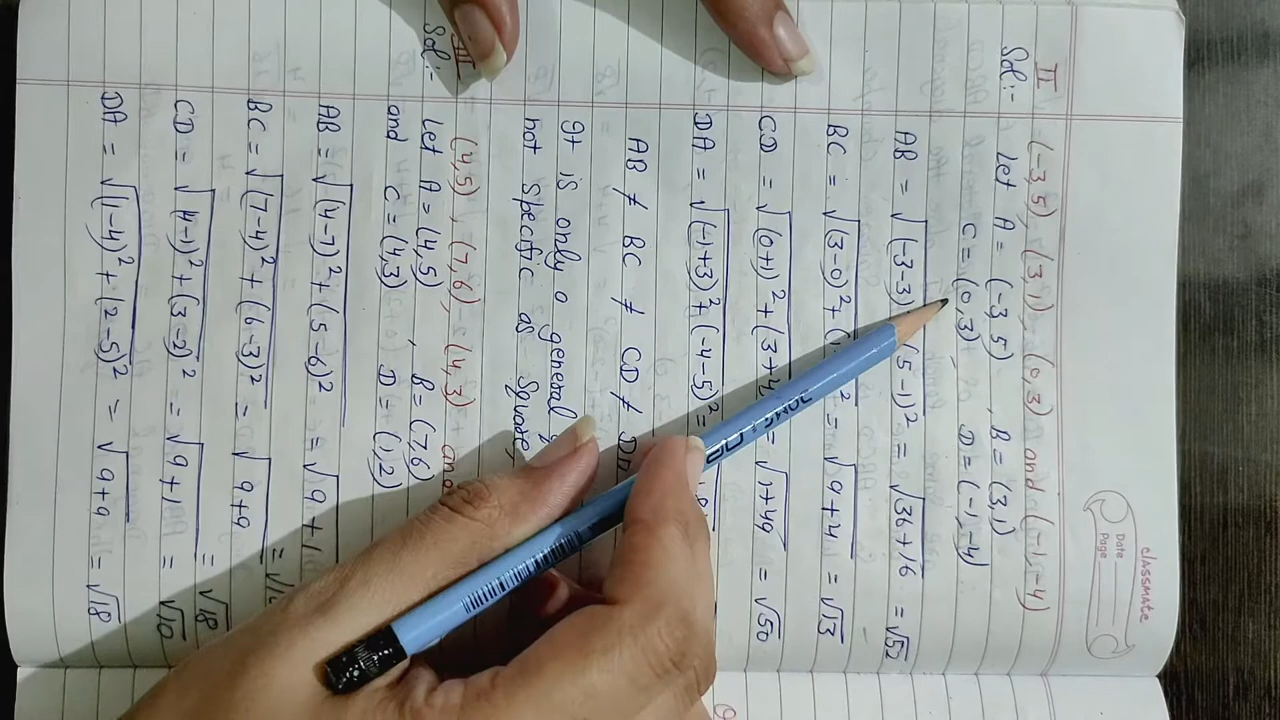 classmate
Date
Page
II (-3,5), (3,1), (0,3) and (-1,-4)
Sol:- Let A = (-3,5) , B = (3,1)
C = (0,3) D = (-1,-4)
AB = √(-3-3) (5-1)² = √36+16 = √52
BC = √(3-0)² + ² = √9+4 = √13
CD = √(0+1)² + (3+4 = √1+49 = √50
DA = √(-1+3)² + (-4-5)² =
AB ≠ BC ≠ CD ≠
It is only a general
not specific as Square,
III (4,5), (7,6), (4,3) and
Sol:- Let A = (4,5) , B = (7,6)
and C = (4,3) D = (1,2)
AB = √(4-7)² + (5-6)² = √9+1
BC = √(7-4)² + (6-3)² = √9+9 = √18
CD = √(4-1)² + (3-2)² = √9+1 = √10
DA = √(1-4)² + (2-5)² = √9+9 = √18